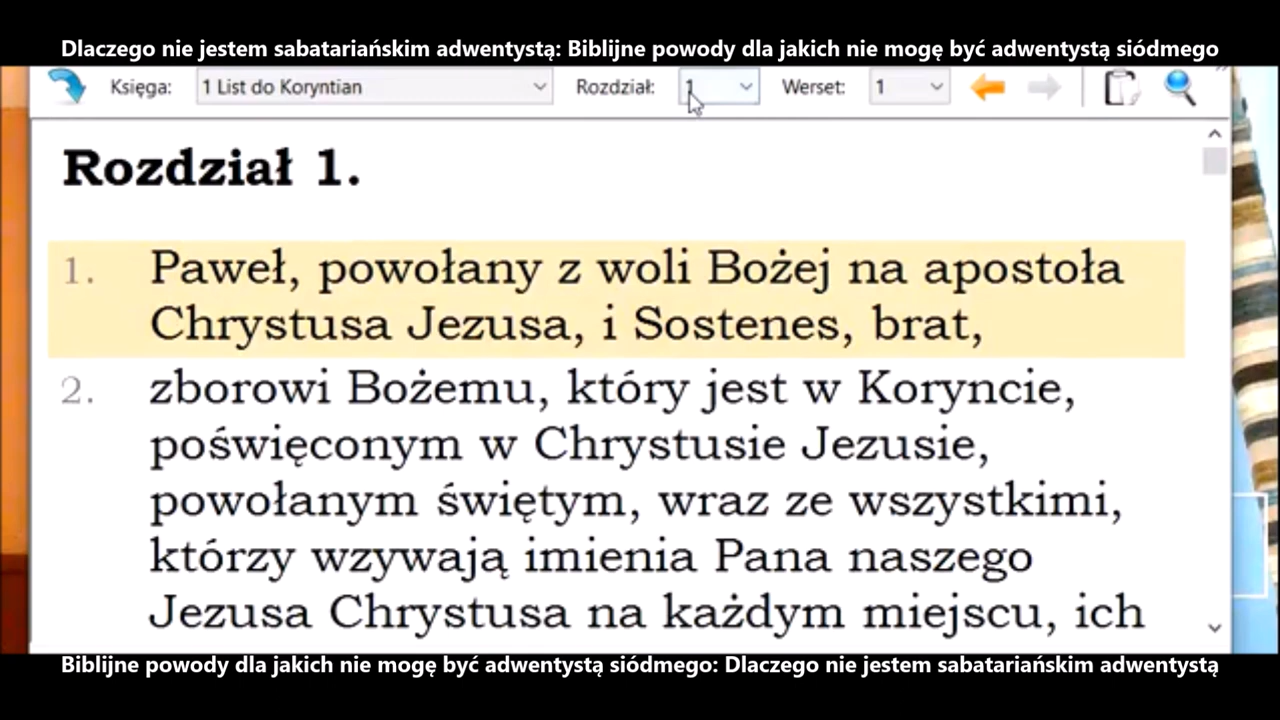 Dlaczego nie jestem sabatariańskim adwentystą: Biblijne powody dla jakich nie mogę być adwentystą siódmego
Księga: 1 List do Koryntian Rozdział: 1 Werset: 1
Rozdział 1.
1. Paweł, powołany z woli Bożej na apostoła
Chrystusa Jezusa, i Sostenes, brat,
2. zborowi Bożemu, który jest w Koryncie,
poświęconym w Chrystusie Jezusie,
powołanym świętym, wraz ze wszystkimi,
którzy wzywają imienia Pana naszego
Jezusa Chrystusa na każdym miejscu, ich
Biblijne powody dla jakich nie mogę być adwentystą siódmego: Dlaczego nie jestem sabatariańskim adwentystą